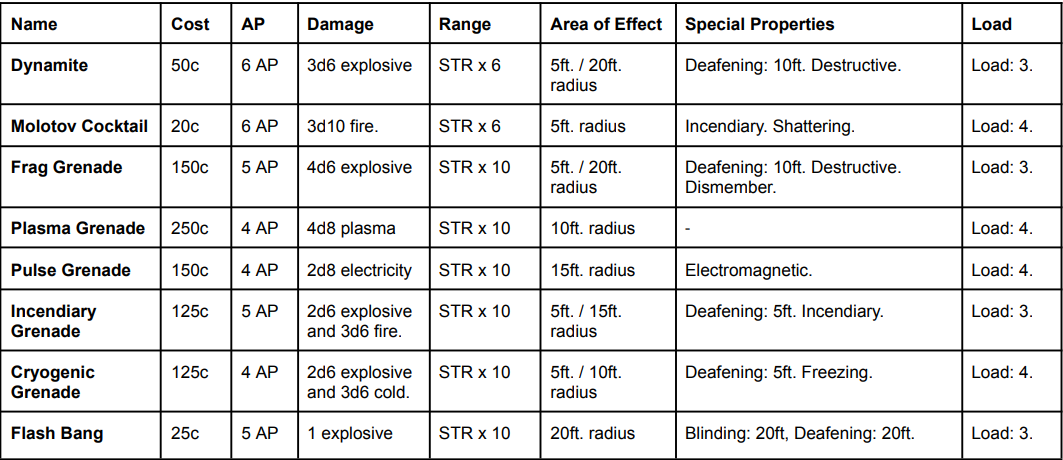 Name Cost AP Damage Range Area of Effect Special Properties Load
Dynamite 50c 6 AP 3d6 explosive STR x 6 5ft. / 20ft. Deafening: 10ft. Destructive. Load: 3.
radius
Molotov Cocktail 20c 6 AP 3d10 fire. STR x 6 5ft. radius Incendiary. Shattering. Load: 4.
Frag Grenade 150c 5 AP 4d6 explosive STR x 10 5ft. / 20ft. Deafening: 10ft. Destructive. Load: 3.
radius Dismember.
Plasma Grenade 250c 4 AP 4d8 plasma STR x 10 10ft. radius - Load: 4.
Pulse Grenade 150c 4 AP 2d8 electricity STR x 10 15ft. radius Electromagnetic. Load: 4.
Incendiary 125c 5 AP 2d6 explosive STR x 10 5ft. / 15ft. Deafening: 5ft. Incendiary. Load: 3.
Grenade and 3d6 fire. radius
Cryogenic 125c 4 AP 2d6 explosive STR x 10 5ft. / 10ft. Deafening: 5ft. Freezing. Load: 4.
Grenade and 3d6 cold. radius
Flash Bang 25c 5 AP 1 explosive STR x 10 20ft. radius Blinding: 20ft, Deafening: 20ft. Load: 3.